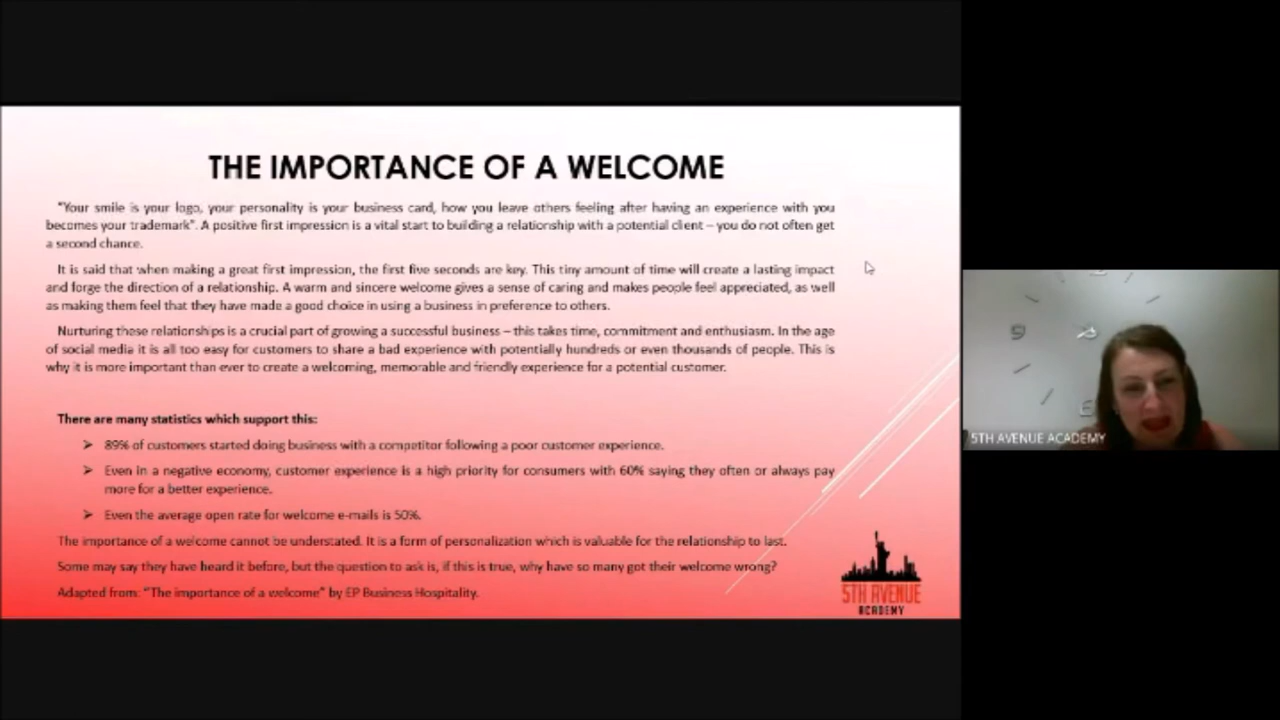 THE IMPORTANCE OF A WELCOME
"Your smile is your logo, your personality is your business card, how you leave others feeling after having an experience with you
becomes your trademark". A positive first impression is a vital start to building a relationship with a potential client – you do not often get
a second chance.
It is said that when making a great first impression, the first five seconds are key. This tiny amount of time will create a lasting impact
and forge the direction of a relationship. A warm and sincere welcome gives a sense of caring and makes people feel appreciated, as well
as making them feel that they have made a good choice in using a business in preference to others.
Nurturing these relationships is a crucial part of growing a successful business – this takes time, commitment and enthusiasm. In the age
of social media it is all too easy for customers to share a bad experience with potentially hundreds or even thousands of people. This is
why it is more important than ever to create a welcoming, memorable and friendly experience for a potential customer.
There are many statistics which support this:
89% of customers started doing business with a competitor following a poor customer experience.
Even in a negative economy, customer experience is a high priority for consumers with 60% saying they often or always pay
more for a better experience.
Even the average open rate for welcome e-mails is 50%.
The importance of a welcome cannot be understated. It is a form of personalization which is valuable for the relationship to last.
Some may say they have heard it before, but the question to ask is, if this is true, why have so many got their welcome wrong?
Adapted from: "The importance of a welcome" by EP Business Hospitality.
5TH AVENUE
ACADEMY
9
6
5TH AVENUE ACADEMY